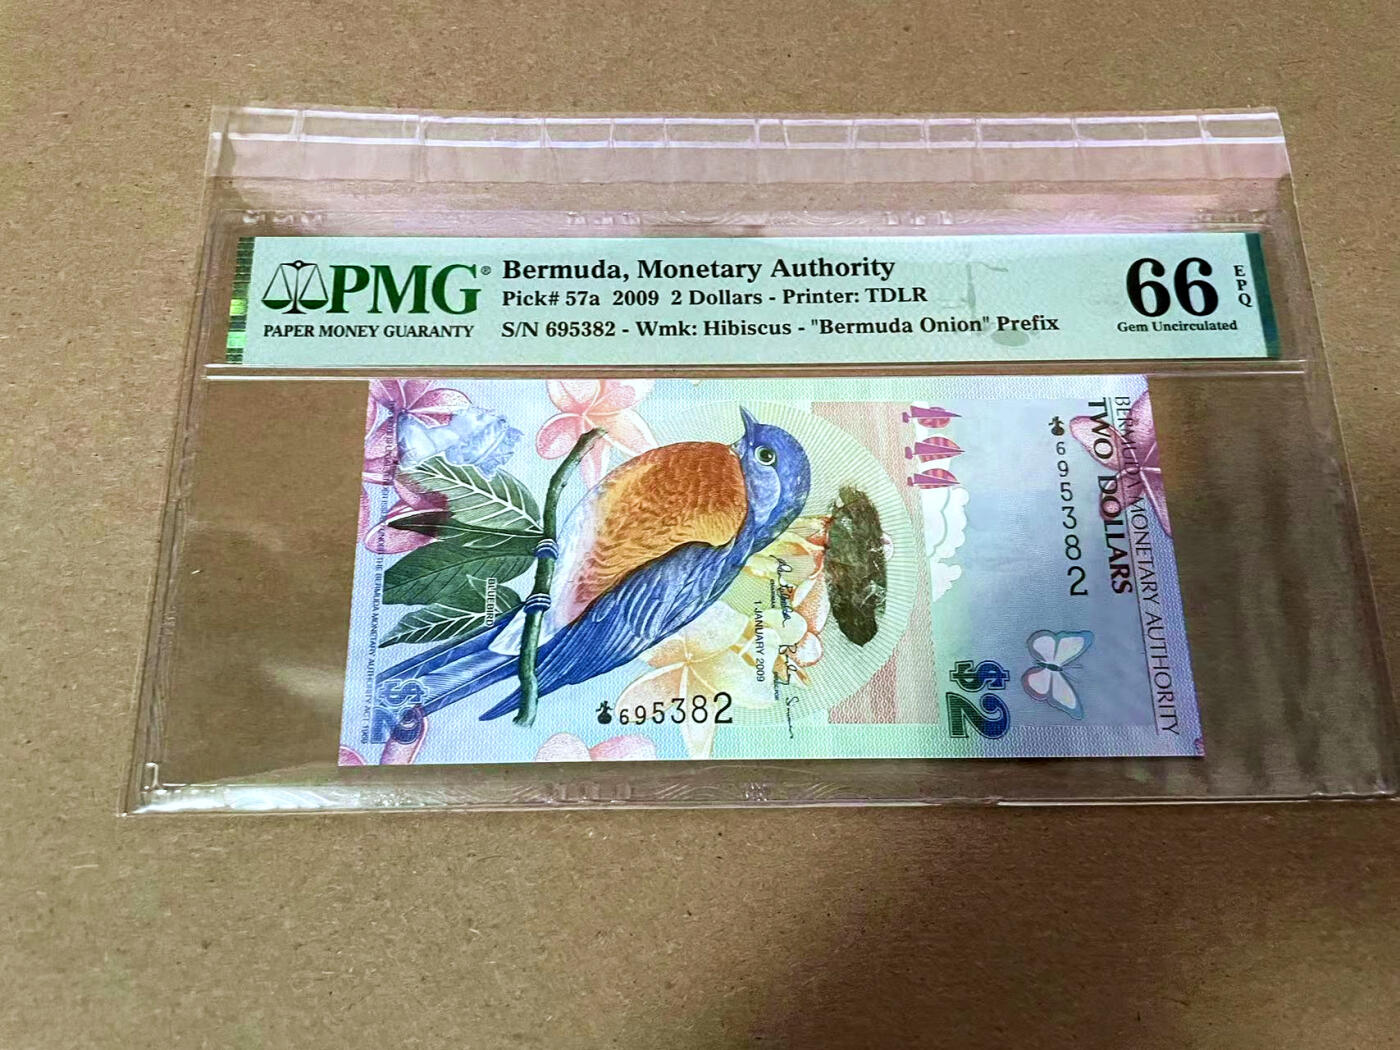 PMG®
PAPER MONEY GUARANTY
Bermuda, Monetary Authority
Pick# 57a 2009 2 Dollars - Printer: TDLR
S/N 695382 - Wmk: Hibiscus - "Bermuda Onion" Prefix
66
EPQ
Gem Uncirculated
BERMUDA MONETARY AUTHORITY
TWO DOLLARS
695382
$2
1 JANUARY 2009
BLUEBIRD
695382
$2